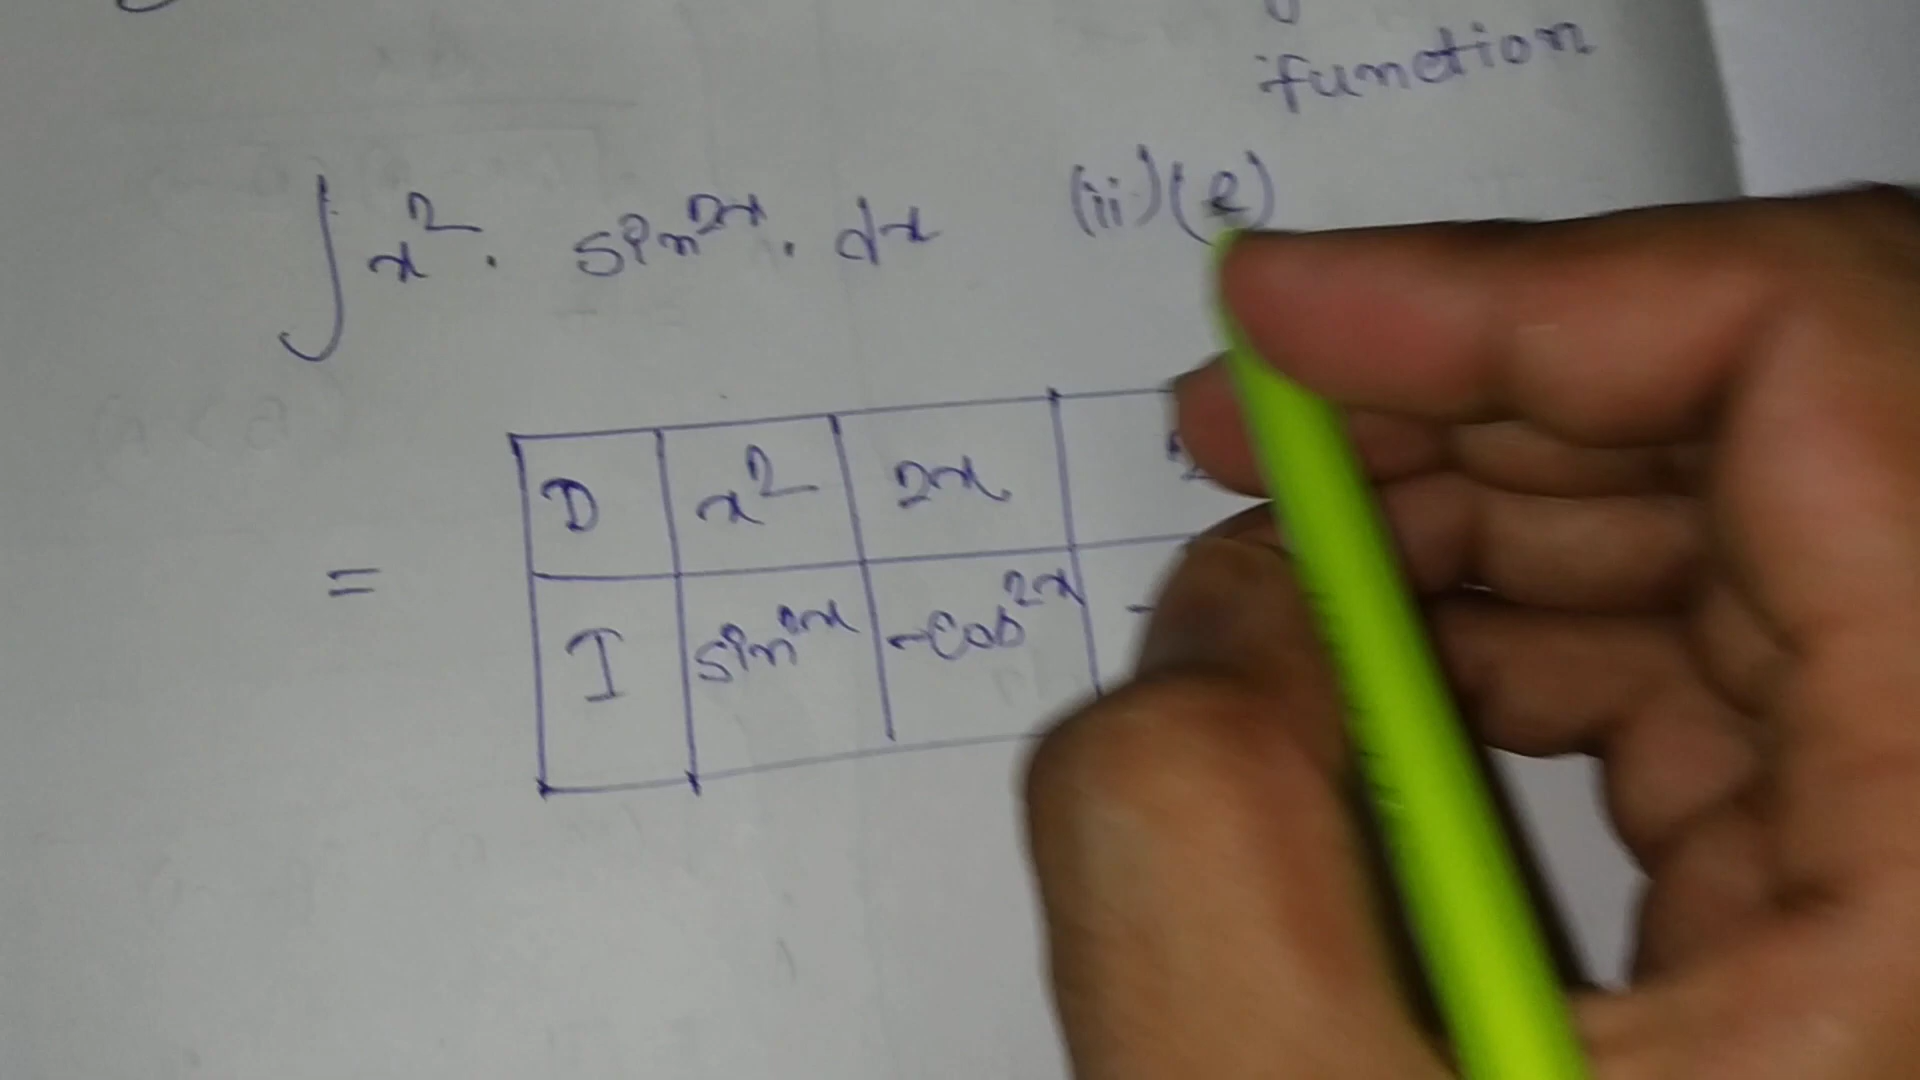 function
∫ x² . sin²ˣ . dx (ii) (e)
D x² 2x
= I sin²ˣ -cos²ˣ -